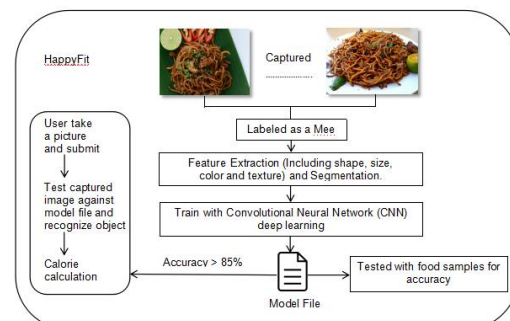 HappyFit
Captured
....................
Labeled as a Mee
User take
a picture
and submit
Feature Extraction (Including shape, size,
color and texture) and Segmentation.
Test captured
image against
model file and
recognize object
Train with Convolutional Neural Network (CNN)
deep learning
Calorie
calculation
Accuracy > 85%
Model File
Tested with food samples for
accuracy